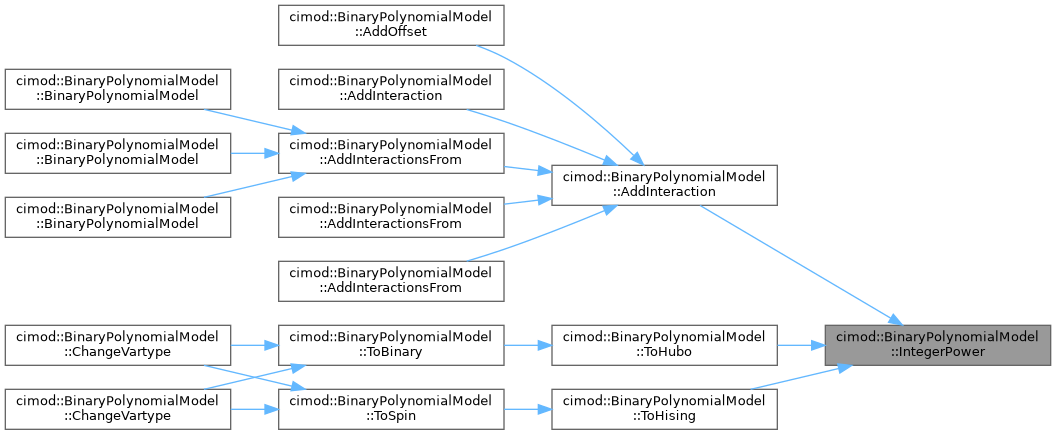 cimod::BinaryPolynomialModel
::AddOffset
cimod::BinaryPolynomialModel
::BinaryPolynomialModel
cimod::BinaryPolynomialModel
::AddInteraction
cimod::BinaryPolynomialModel
::BinaryPolynomialModel
cimod::BinaryPolynomialModel
::AddInteractionsFrom
cimod::BinaryPolynomialModel
::AddInteraction
cimod::BinaryPolynomialModel
::BinaryPolynomialModel
cimod::BinaryPolynomialModel
::AddInteractionsFrom
cimod::BinaryPolynomialModel
::AddInteractionsFrom
cimod::BinaryPolynomialModel
::ChangeVartype
cimod::BinaryPolynomialModel
::ToBinary
cimod::BinaryPolynomialModel
::ToHubo
cimod::BinaryPolynomialModel
::IntegerPower
cimod::BinaryPolynomialModel
::ChangeVartype
cimod::BinaryPolynomialModel
::ToSpin
cimod::BinaryPolynomialModel
::ToHising